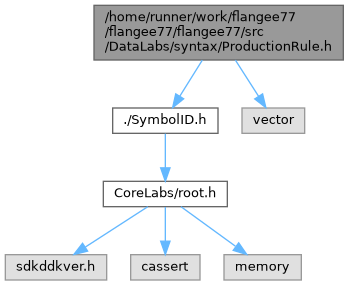 /home/runner/work/flangee77
/flangee77/flangee77/src
/DataLabs/syntax/ProductionRule.h
./SymbolID.h
vector
CoreLabs/root.h
sdkddkver.h
cassert
memory